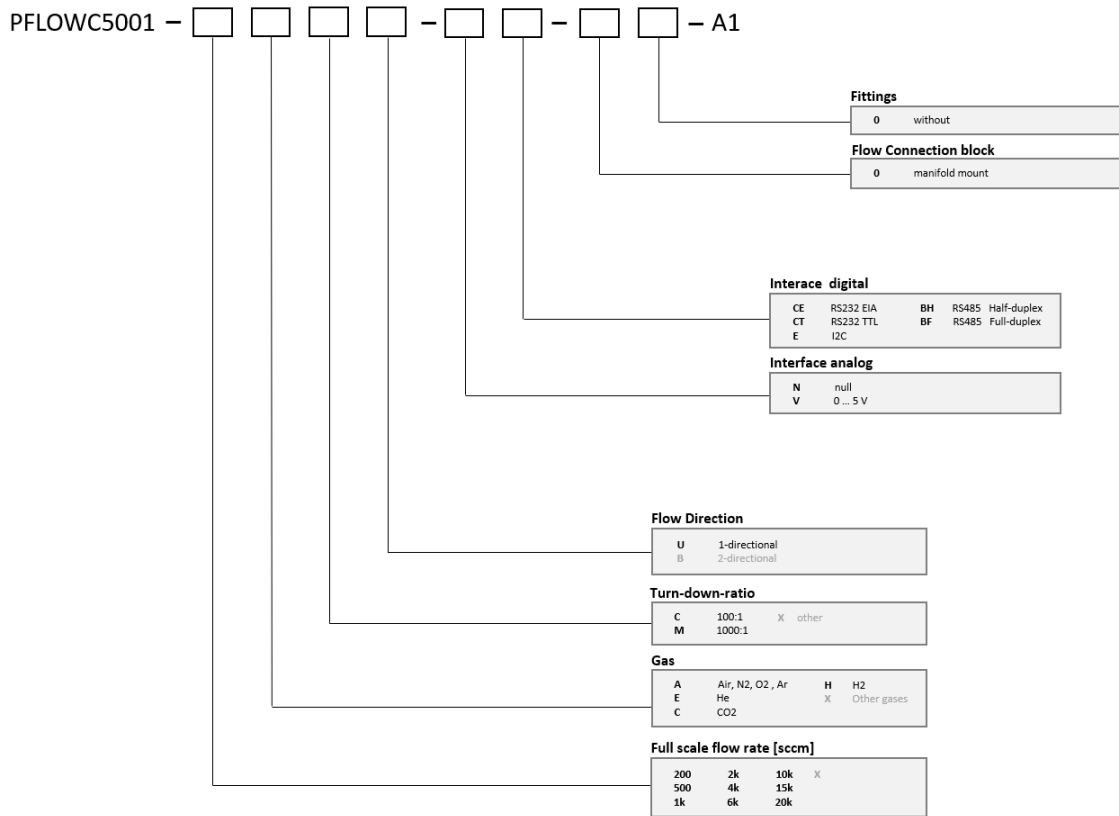 PFLOWC5001 – – – – A1
Fittings
0 without
Flow Connection block
0 manifold mount
Interace digital
CE RS232 EIA BH RS485 Half-duplex
CT RS232 TTL BF RS485 Full-duplex
E I2C
Interface analog
N null
V 0 ... 5 V
Flow Direction
U 1-directional
B 2-directional
Turn-down-ratio
C 100:1 X other
M 1000:1
Gas
A Air, N2, O2 , Ar H H2
E He X Other gases
C CO2
Full scale flow rate [sccm]
200 2k 10k X
500 4k 15k
1k 6k 20k